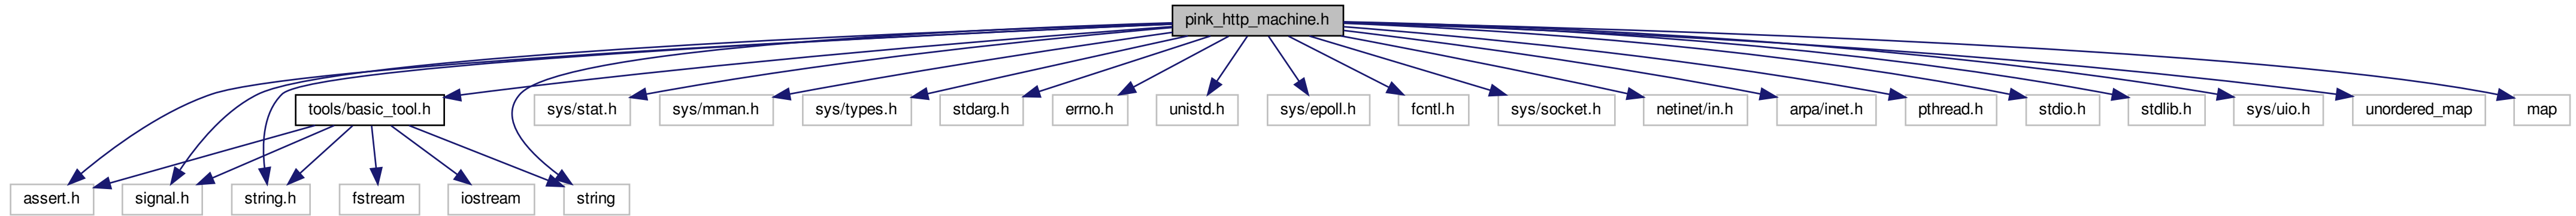 pink_http_machine.h
tools/basic_tool.h
sys/stat.h
sys/mman.h
sys/types.h
stdarg.h
errno.h
unistd.h
sys/epoll.h
fcntl.h
sys/socket.h
netinet/in.h
arpa/inet.h
pthread.h
stdio.h
stdlib.h
sys/uio.h
unordered_map
map
assert.h
signal.h
string.h
fstream
iostream
string